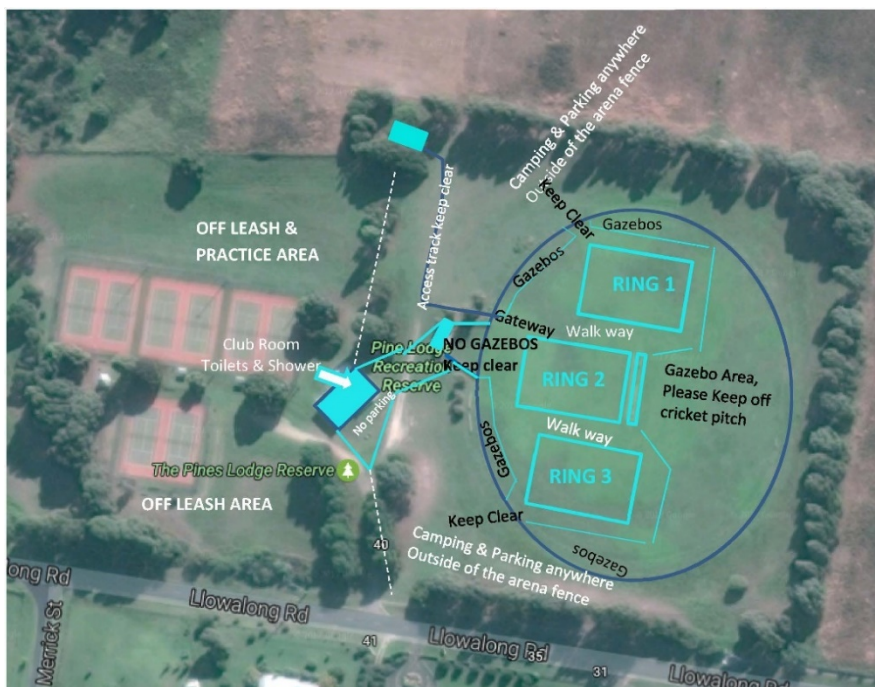 Camping & Parking anywhere
Outside of the arena fence
Keep Clear
Gazebos
OFF LEASH &
PRACTICE AREA
Access track keep clear
Gazebos
RING 1
Gateway
Walk way
Club Room
Toilets & Shower
Pine Lodge
Recreation
Reserve
NO GAZEBOS
Keep clear
RING 2
Gazebo Area,
Please Keep off
cricket pitch
No parking
Walk way
Gazebos
The Pines Lodge Reserve
RING 3
OFF LEASH AREA
Keep Clear
Gazebos
Camping & Parking anywhere
Outside of the arena fence
40
along Rd
Llowalong Rd
Merrick St
41
Llowalong Rd
35
31
Llowalong Rd